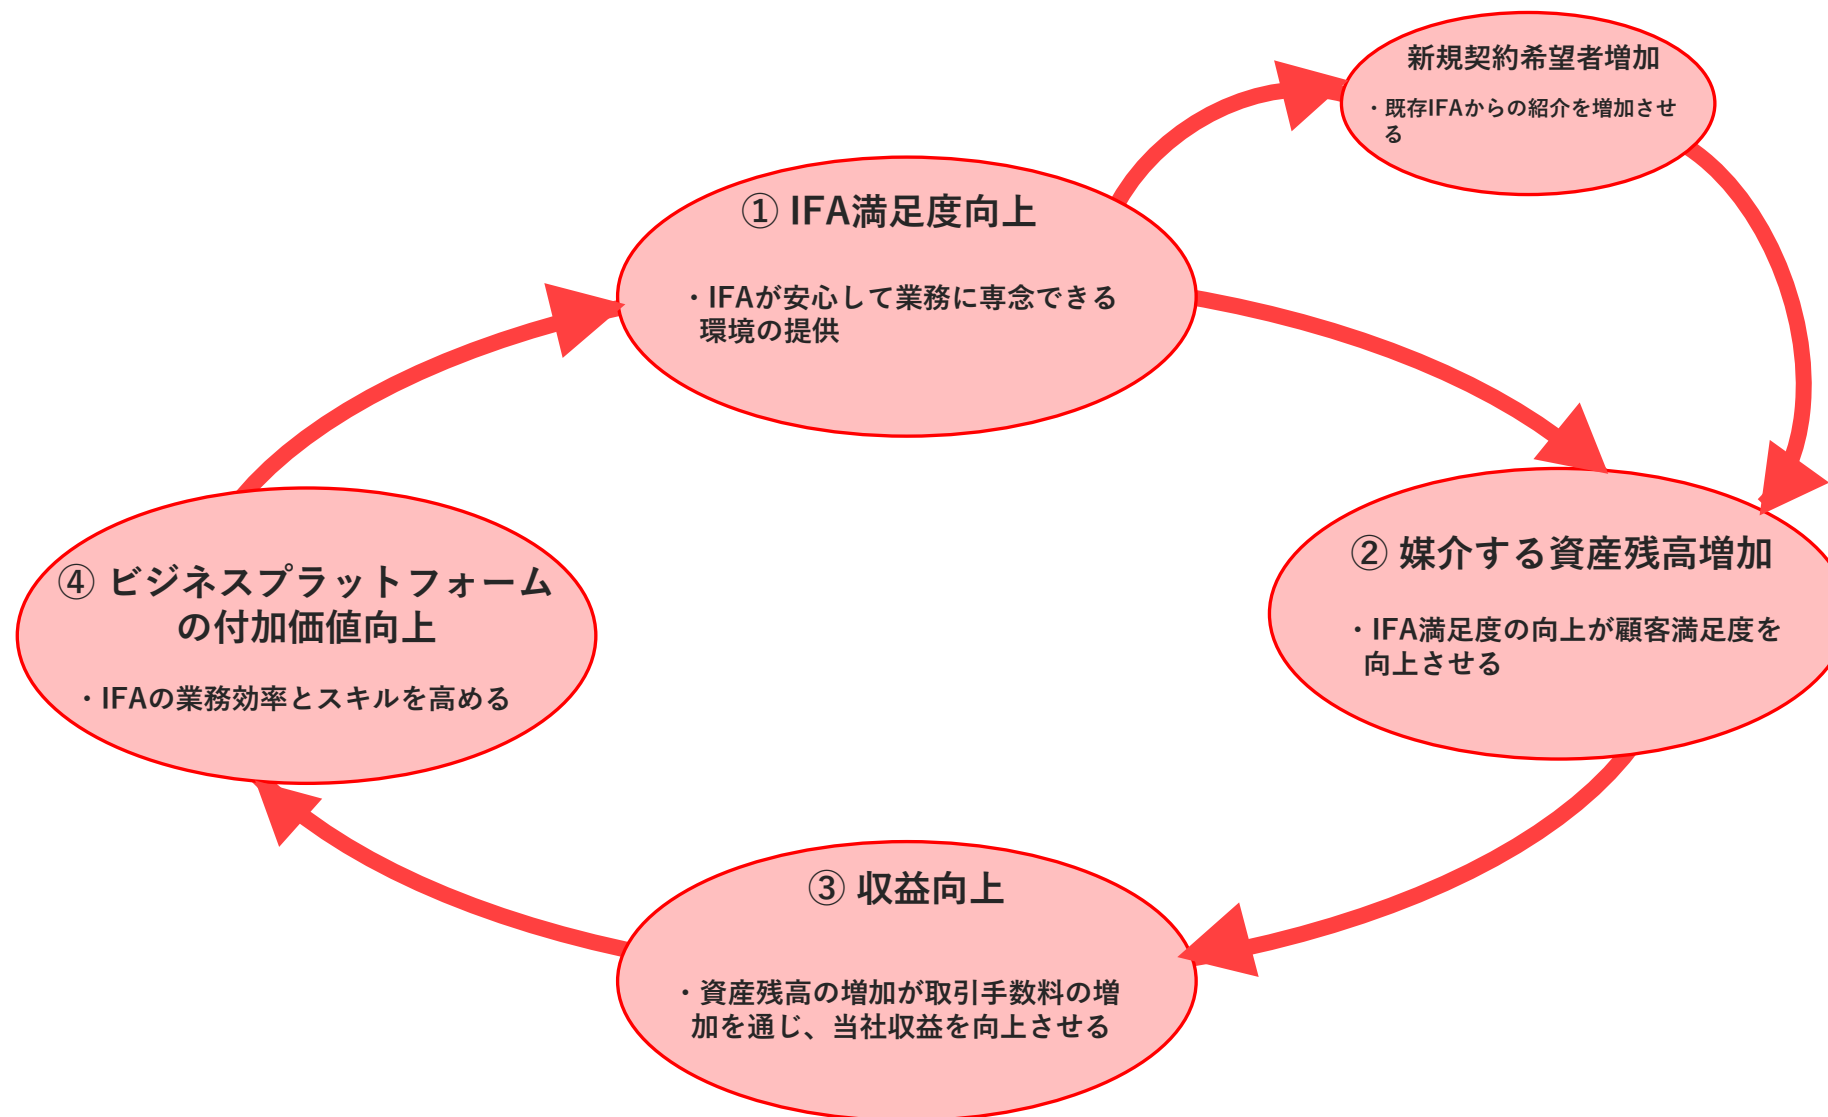 新規契約希望者増加
・既存IFAからの紹介を増加させ
る
① IFA満足度向上
・IFAが安心して業務に専念できる
環境の提供
② 媒介する資産残高増加
・IFA満足度の向上が顧客満足度を
向上させる
③ 収益向上
・資産残高の増加が取引手数料の増
加を通じ、当社収益を向上させる
④ ビジネスプラットフォーム
の付加価値向上
・IFAの業務効率とスキルを高める